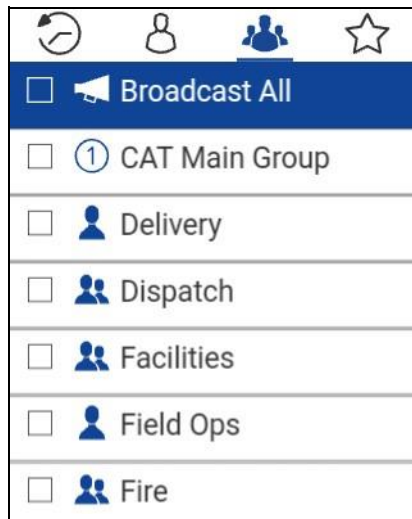 Broadcast All
1 CAT Main Group
Delivery
Dispatch
Facilities
Field Ops
Fire